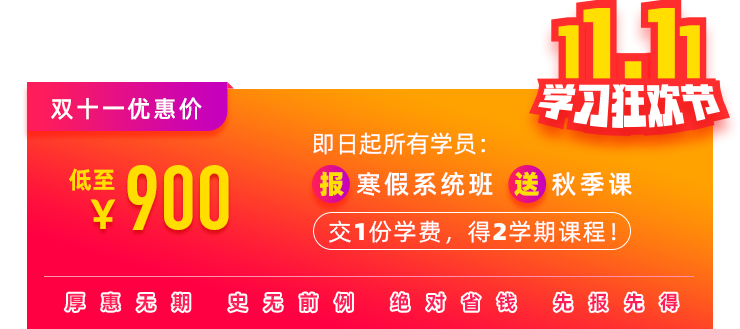 11.11
学习狂欢节
双十一优惠价
低至
￥900
即日起所有学员：
报 寒假系统班 送 秋季课
交1份学费，得2学期课程！
厚惠无期 史无前例 绝对省钱 先报先得